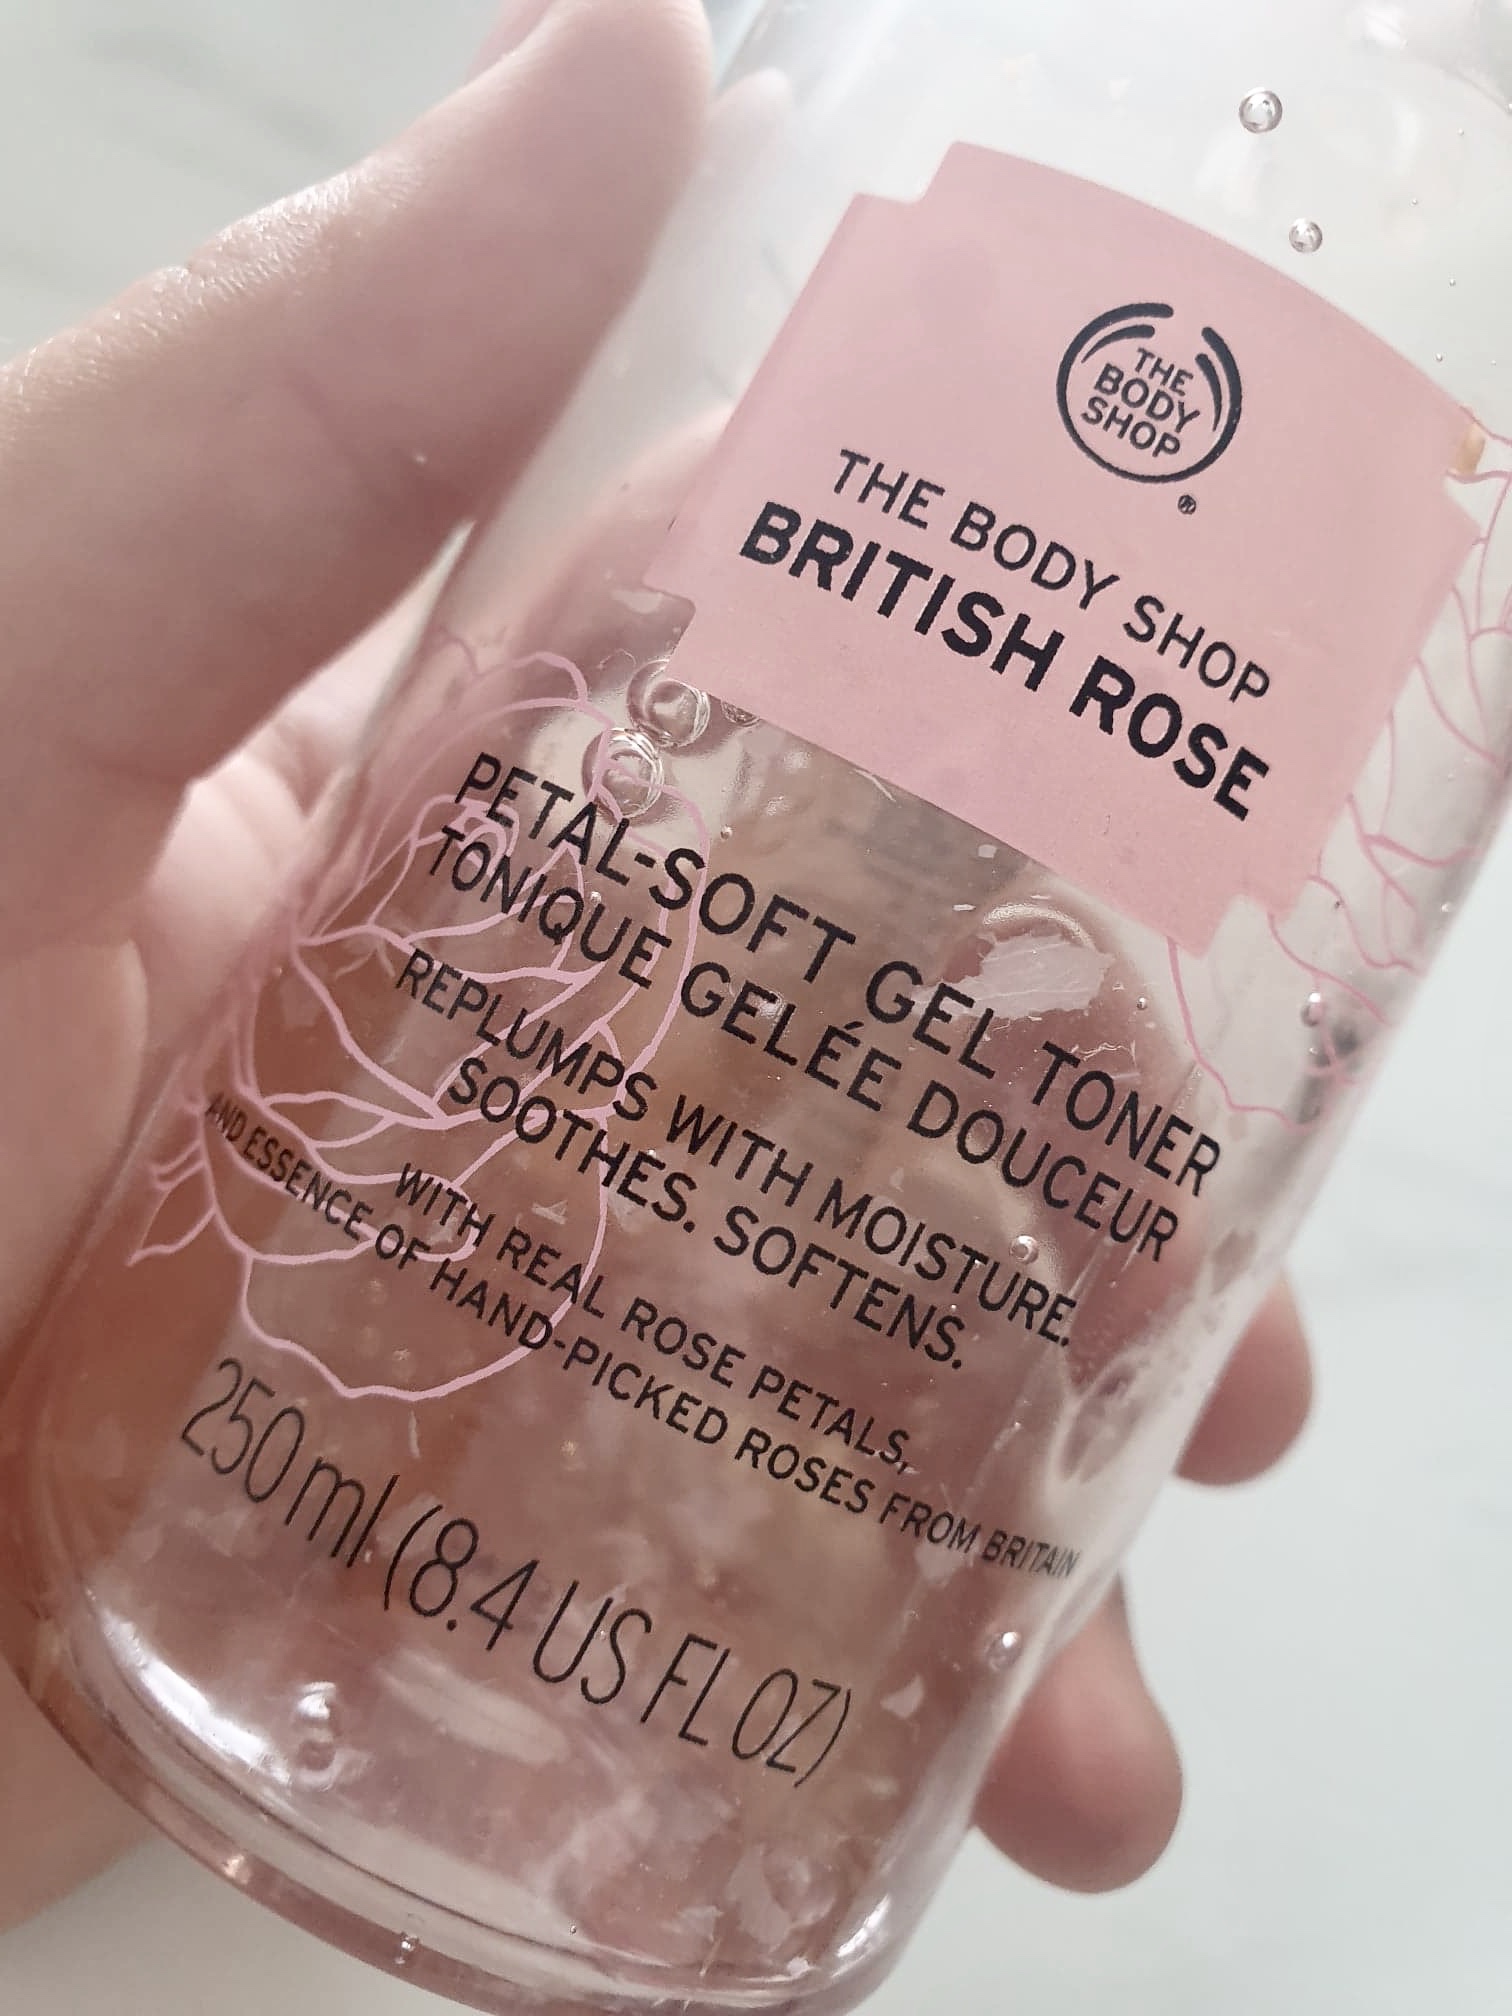 THE
BODY
SHOP
®
THE BODY SHOP
BRITISH ROSE
PETAL-SOFT GEL TONER
TONIQUE GELÉE DOUCEUR
REPLUMPS WITH MOISTURE.
SOOTHES. SOFTENS.
WITH REAL ROSE PETALS,
AND ESSENCE OF HAND-PICKED ROSES FROM BRITAIN
250 ml (8.4 US FL OZ)